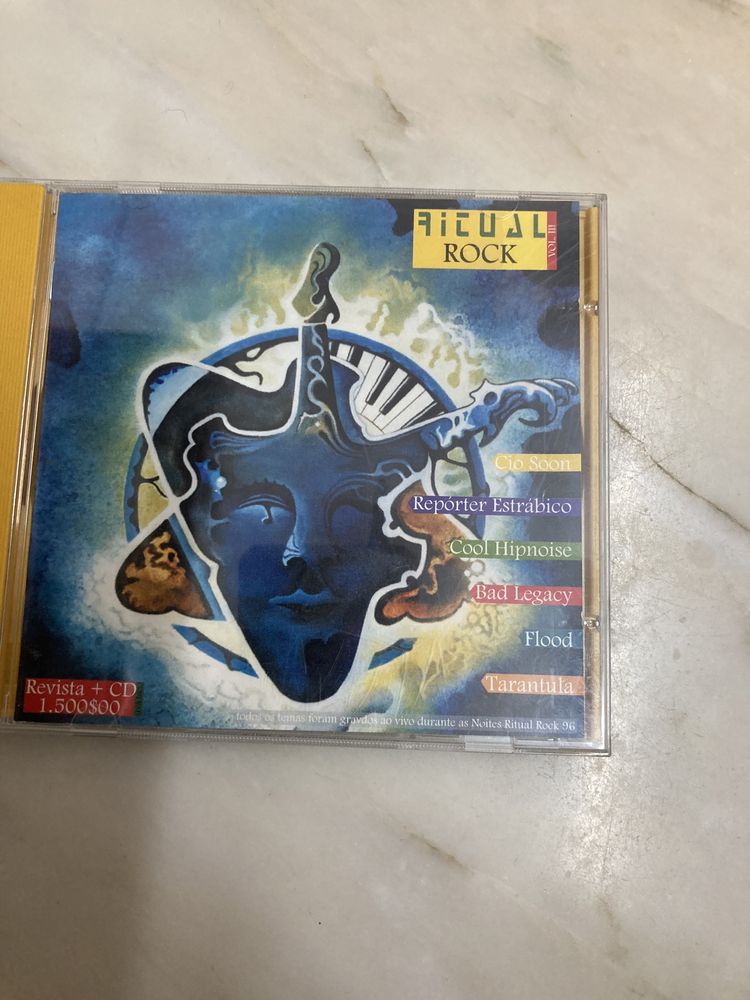 RITUAL
ROCK
VOL. III
Cio Soon
Repórter Estrábico
Cool Hipnoise
Bad Legacy
Flood
Tarantula
Revista + CD
1.500$00
todos os temas foram gravdos ao vivo durante as Noites Ritual Rock 96